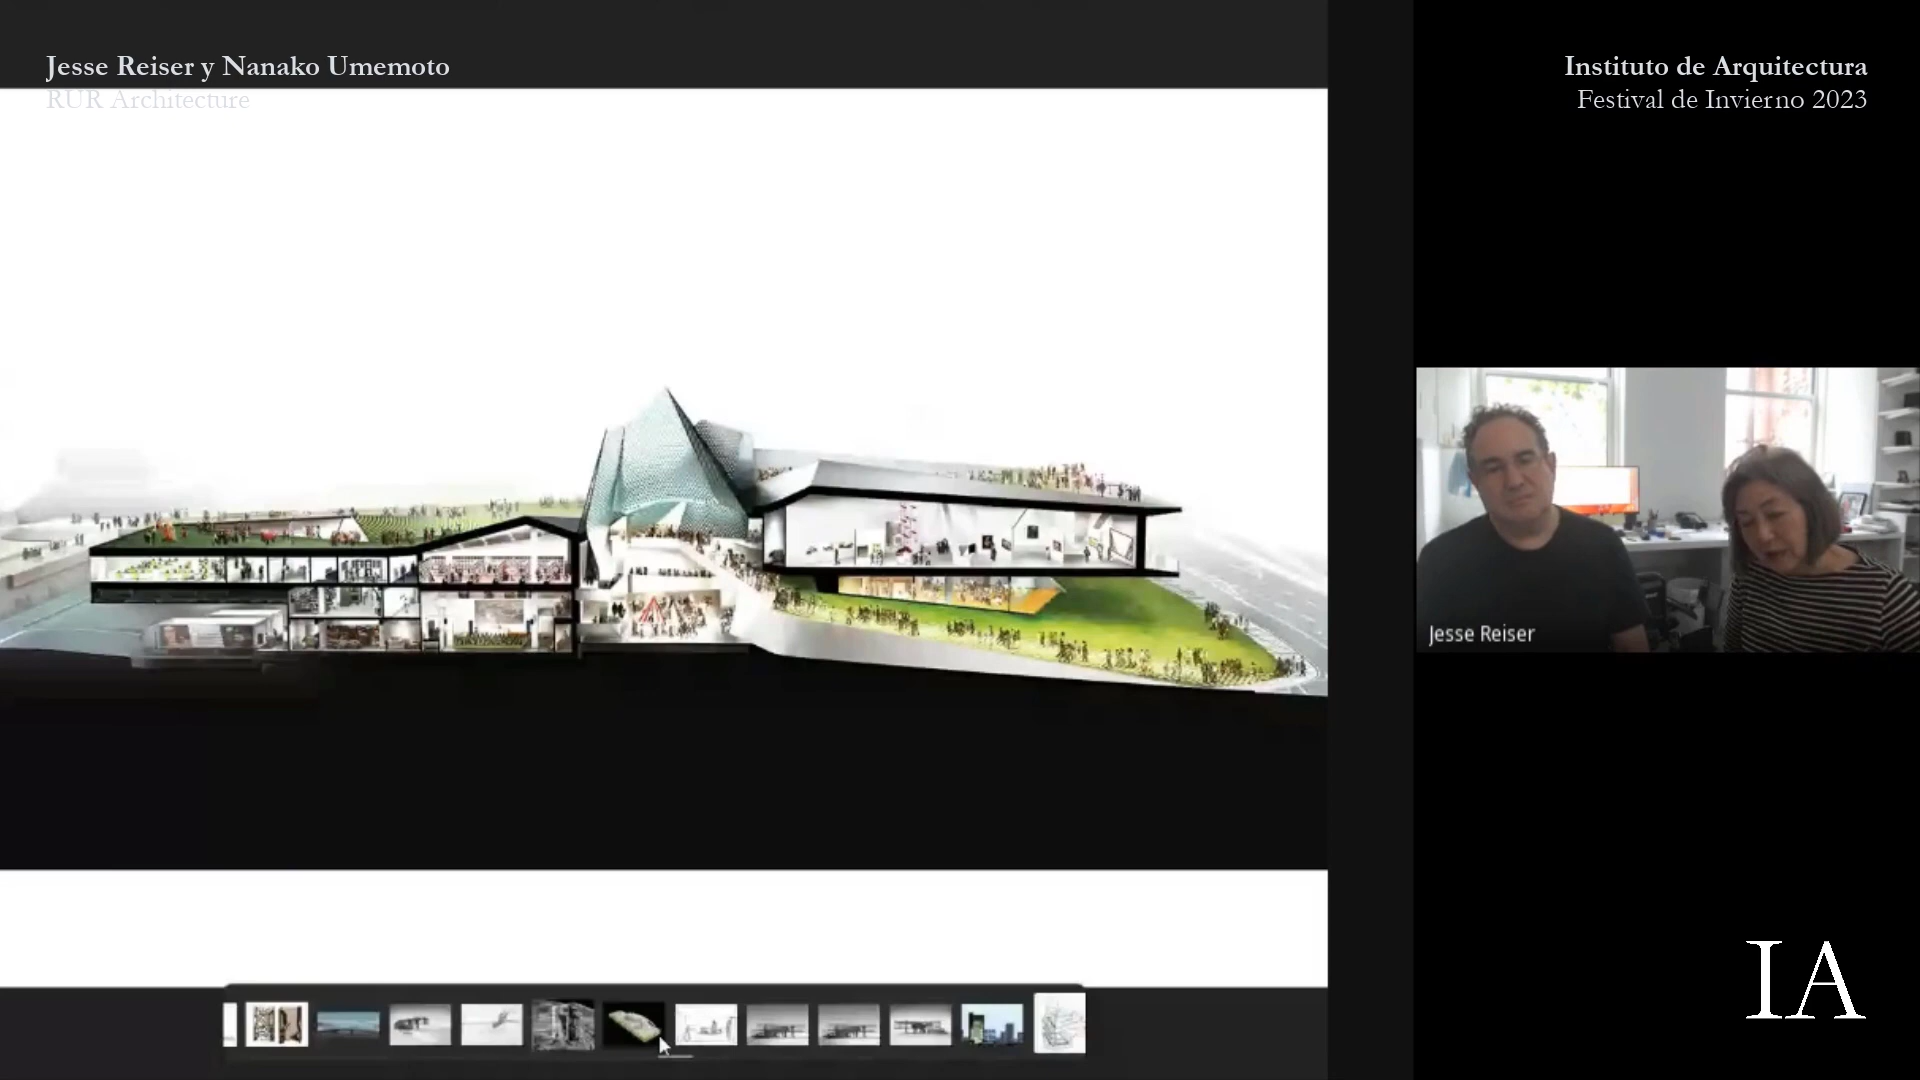 Jesse Reiser y Nanako Umemoto
RUR Architecture
Instituto de Arquitectura
Festival de Invierno 2023
Jesse Reiser
IA